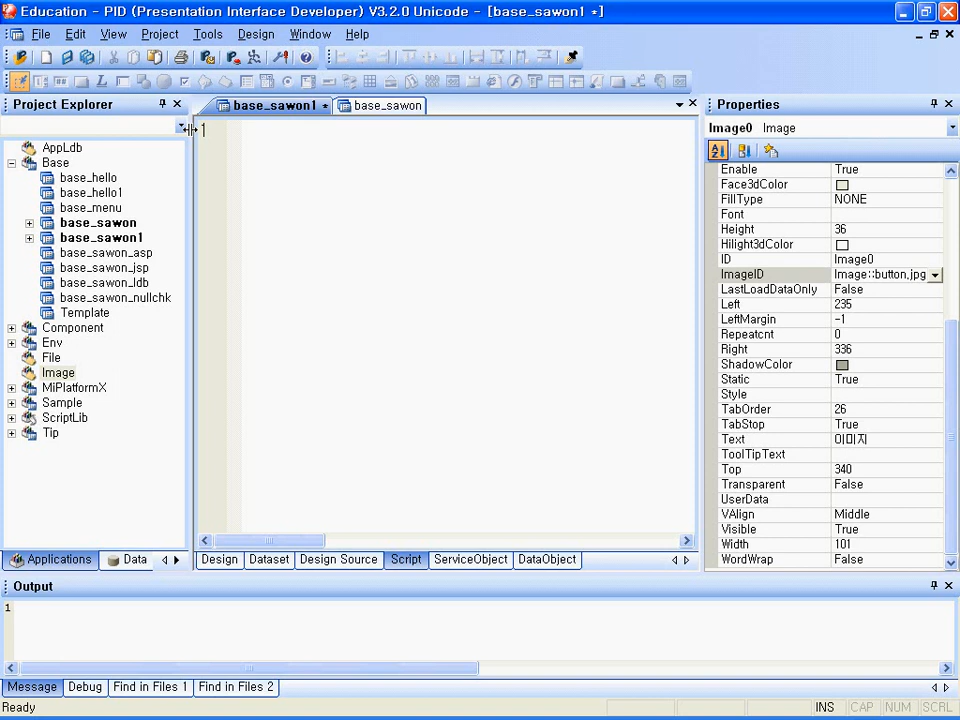 Education - PID (Presentation Interface Developer) V3.2.0 Unicode - [base_sawon1 *]
File Edit View Project Tools Design Window Help
Project Explorer
base_sawon1 *
base_sawon
Properties
1
Image0 Image
AppLdb
Base
base_hello
base_hello1
base_menu
base_sawon
base_sawon1
base_sawon_asp
base_sawon_jsp
base_sawon_ldb
base_sawon_nullchk
Template
Component
Env
File
Image
MiPlatformX
Sample
ScriptLib
Tip
Enable True
Face3dColor
FillType NONE
Font
Height 36
Hilight3dColor
ID Image0
ImageID Image::button.jpg
LastLoadDataOnly False
Left 235
LeftMargin -1
Repeatcnt 0
Right 336
ShadowColor
Static True
Style
TabOrder 26
TabStop True
Text 이미지
ToolTipText
Top 340
Transparent False
UserData
VAlign Middle
Visible True
Width 101
WordWrap False
Applications Data
Design Dataset Design Source Script ServiceObject DataObject
Output
1
Message Debug Find in Files 1 Find in Files 2
Ready
INS CAP NUM SCRL